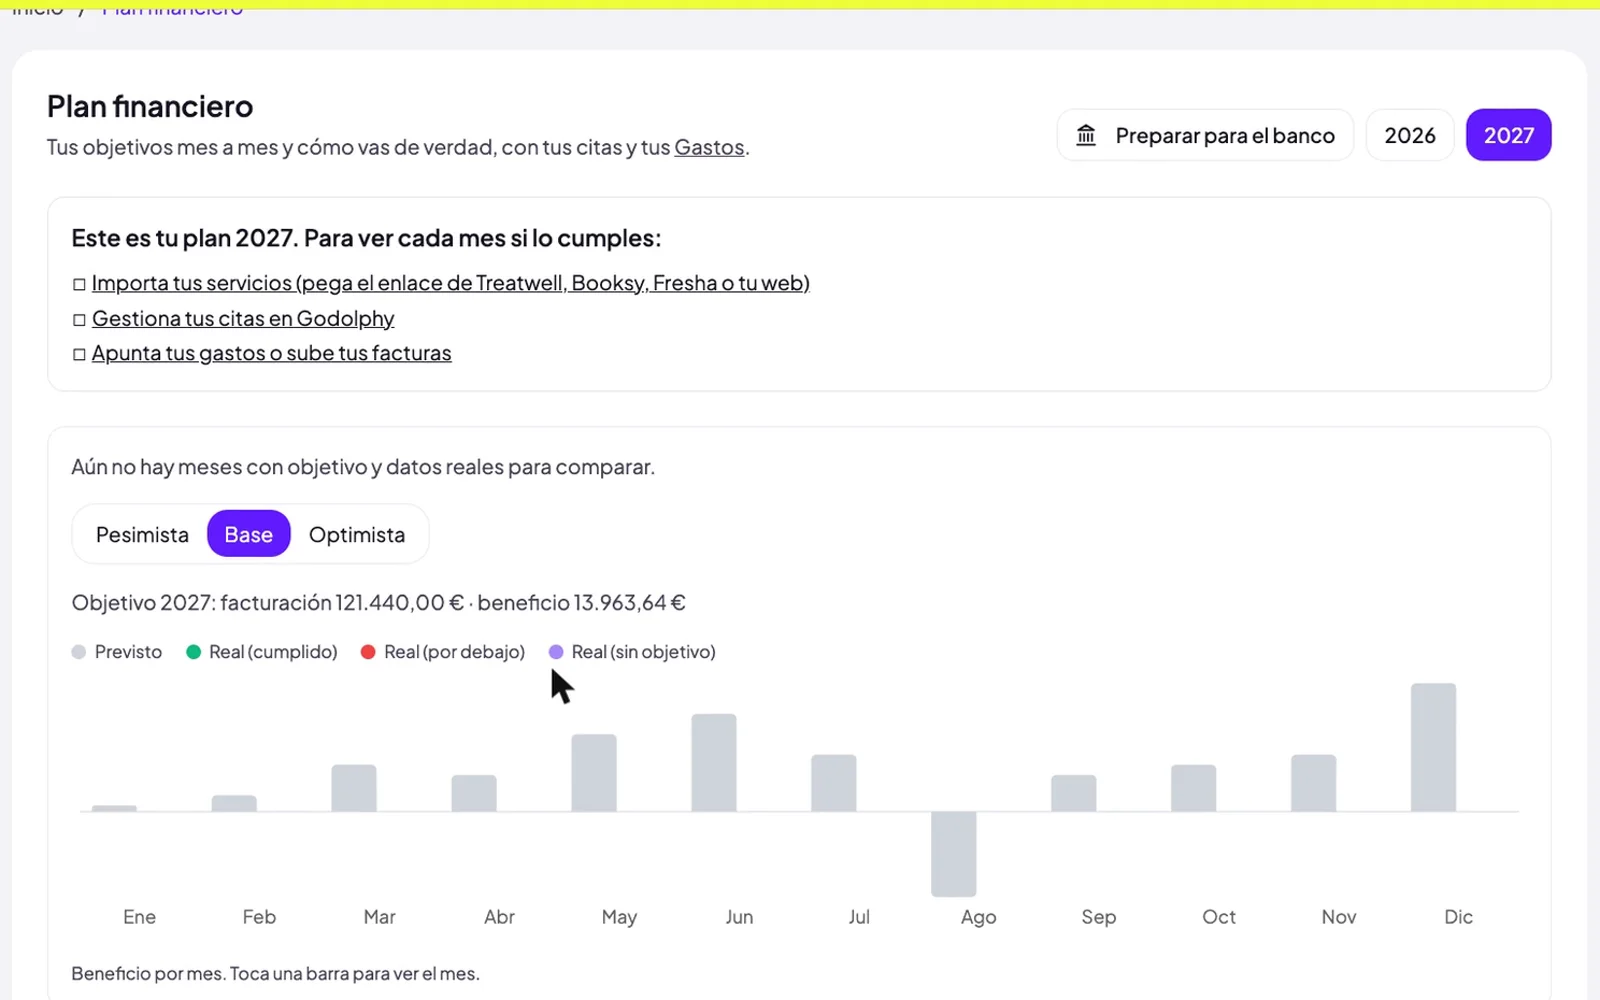 Inicio / Plan financiero
Plan financiero
Tus objetivos mes a mes y cómo vas de verdad, con tus citas y tus Gastos.
Preparar para el banco
2026
2027
Este es tu plan 2027. Para ver cada mes si lo cumples:
Importa tus servicios (pega el enlace de Treatwell, Booksy, Fresha o tu web)
Gestiona tus citas en Godolphy
Apunta tus gastos o sube tus facturas
Aún no hay meses con objetivo y datos reales para comparar.
Pesimista Base Optimista
Objetivo 2027: facturación 121.440,00 € · beneficio 13.963,64 €
Previsto Real (cumplido) Real (por debajo) Real (sin objetivo)
Ene Feb Mar Abr May Jun Jul Ago Sep Oct Nov Dic
Beneficio por mes. Toca una barra para ver el mes.